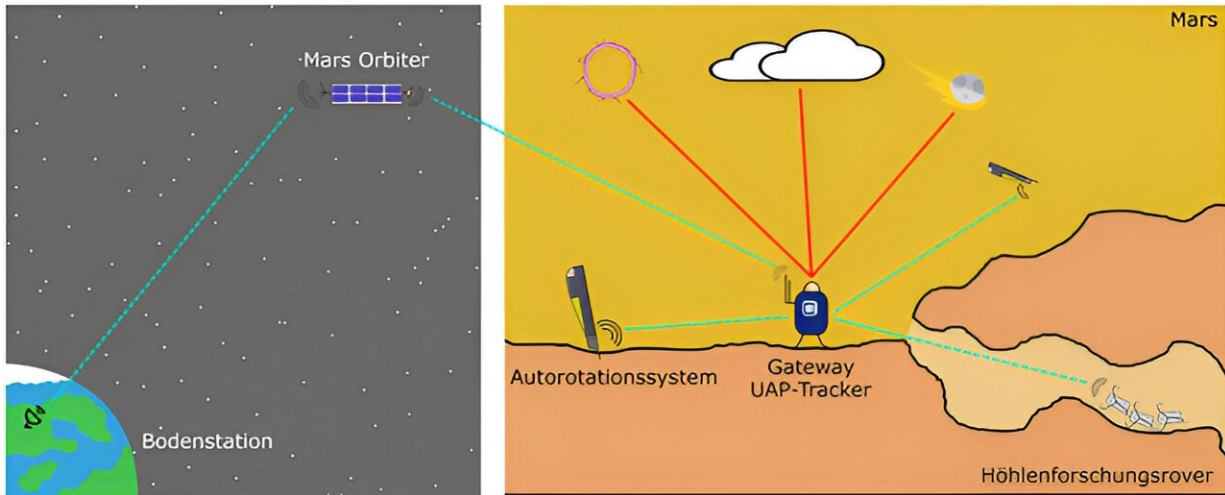 Mars Orbiter
Bodenstation
Mars
Autorotationssystem
Gateway
UAP-Tracker
Höhlenforschungsrover